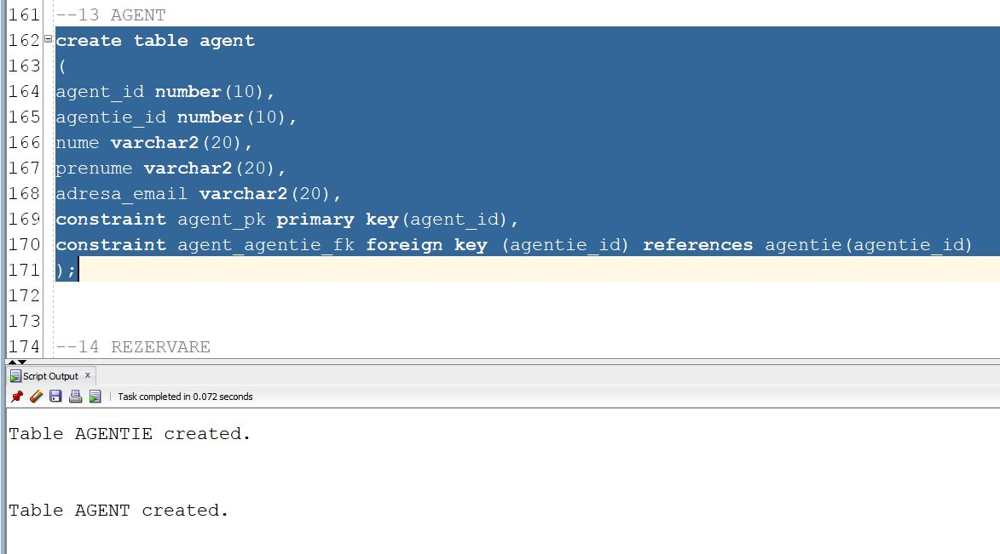 161 --13 AGENT
162 create table agent
163 (
164 agent_id number(10),
165 agentie_id number(10),
166 nume varchar2(20),
167 prenume varchar2(20),
168 adresa_email varchar2(20),
169 constraint agent_pk primary key(agent_id),
170 constraint agent_agentie_fk foreign key (agentie_id) references agentie(agentie_id)
171 );
172
173
174 --14 REZERVARE
Script Output x
Task completed in 0.072 seconds
Table AGENTIE created.
Table AGENT created.